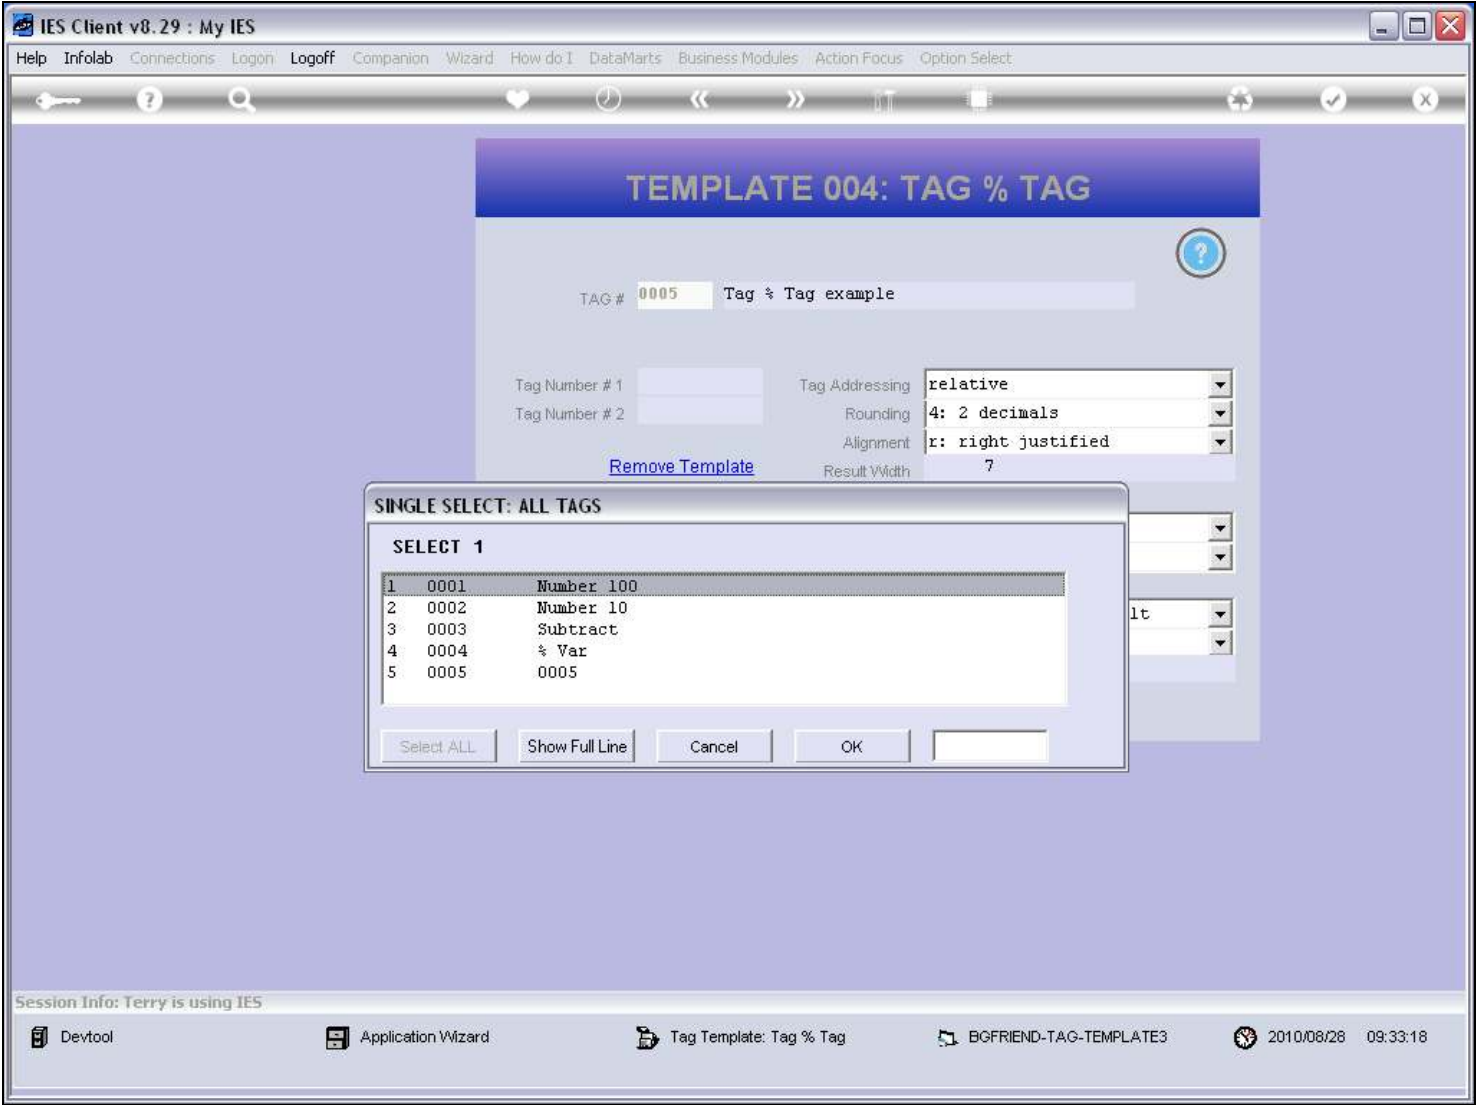 IES Client v8.29 : My IES
Help Infolab Connections Logon Logoff Companion Wizard How do I DataMarts Business Modules Action Focus Option Select
TEMPLATE 004: TAG % TAG
TAG # 0005 Tag % Tag example
Tag Number # 1 Tag Addressing relative
Tag Number # 2 Rounding 4: 2 decimals
Alignment r: right justified
Remove Template Result Width 7
SINGLE SELECT: ALL TAGS
SELECT 1
1 0001 Number 100
2 0002 Number 10
3 0003 Subtract
4 0004 % Var
5 0005 0005
lt
Select ALL Show Full Line Cancel OK
Session Info: Terry is using IES
Devtool Application Wizard Tag Template: Tag % Tag BGFRIEND-TAG-TEMPLATE3 2010/08/28 09:33:18